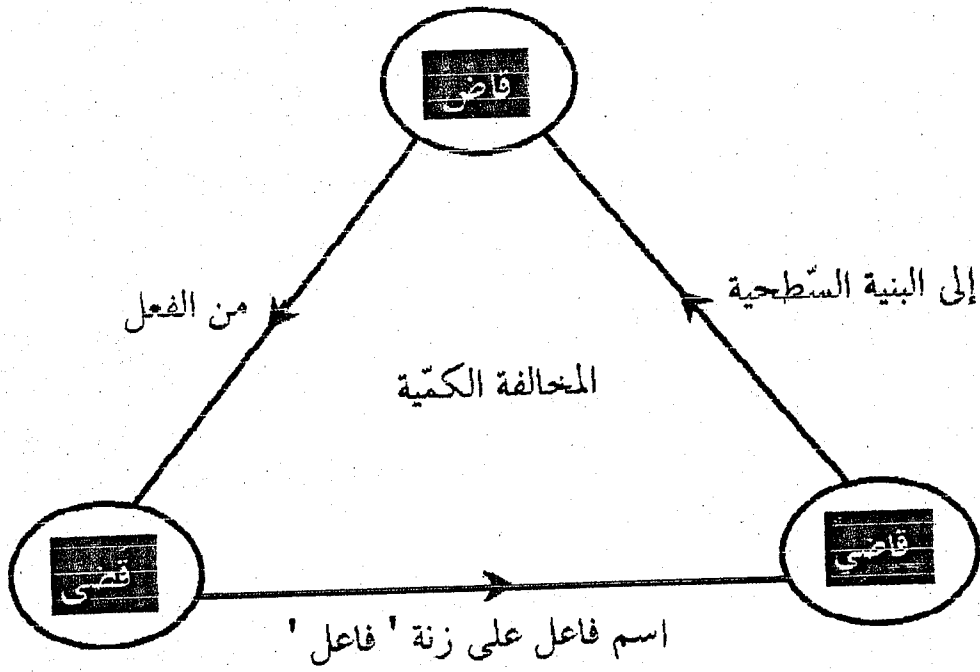 قاض
إلى البنية السّطحية
من الفعل
المخالفة الكمّية
قاضي
قضى
اسم فاعل على زنة ' فاعل '